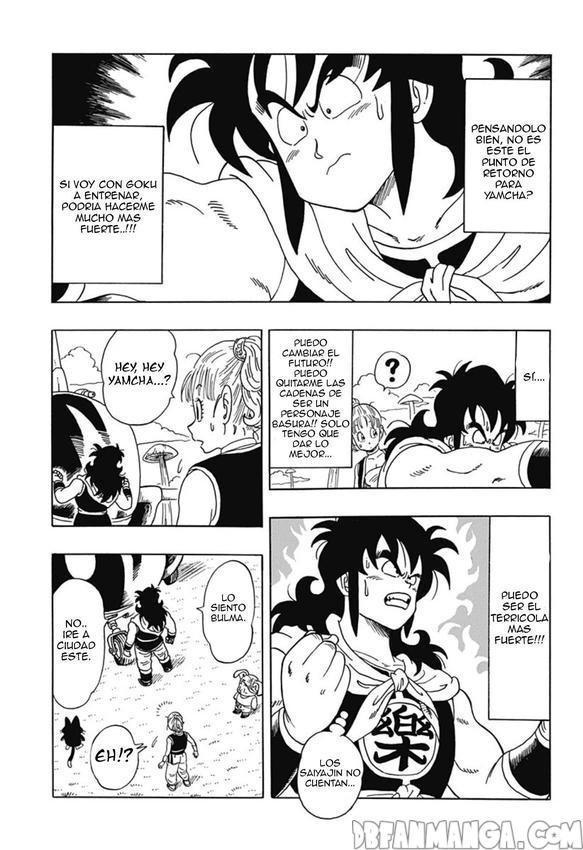 PENSANDOLO
BIEN, NO ES
ESTE EL
PUNTO DE
RETORNO
PARA
YAMCHA?
SI VOY CON GOKU
A ENTRENAR,
PODRIA HACERME
MUCHO MAS
FUERTE..!!!
SÍ....
?
PUEDO
CAMBIAR EL
FUTURO!!
PUEDO
QUITARME LAS
CADENAS DE
SER UN
PERSONAJE
BASURA!! SOLO
TENGO QUE
DAR LO
MEJOR...
HEY, HEY
YAMCHA...?
PUEDO
SER EL
TERRICOLA
MAS
FUERTE!!!
樂
LOS
SAIYAJIN NO
CUENTAN...
LO
SIENTO
BULMA.
NO..
IRE A
CIUDAD
ESTE.
EH!?
DBFANMANGA.COM